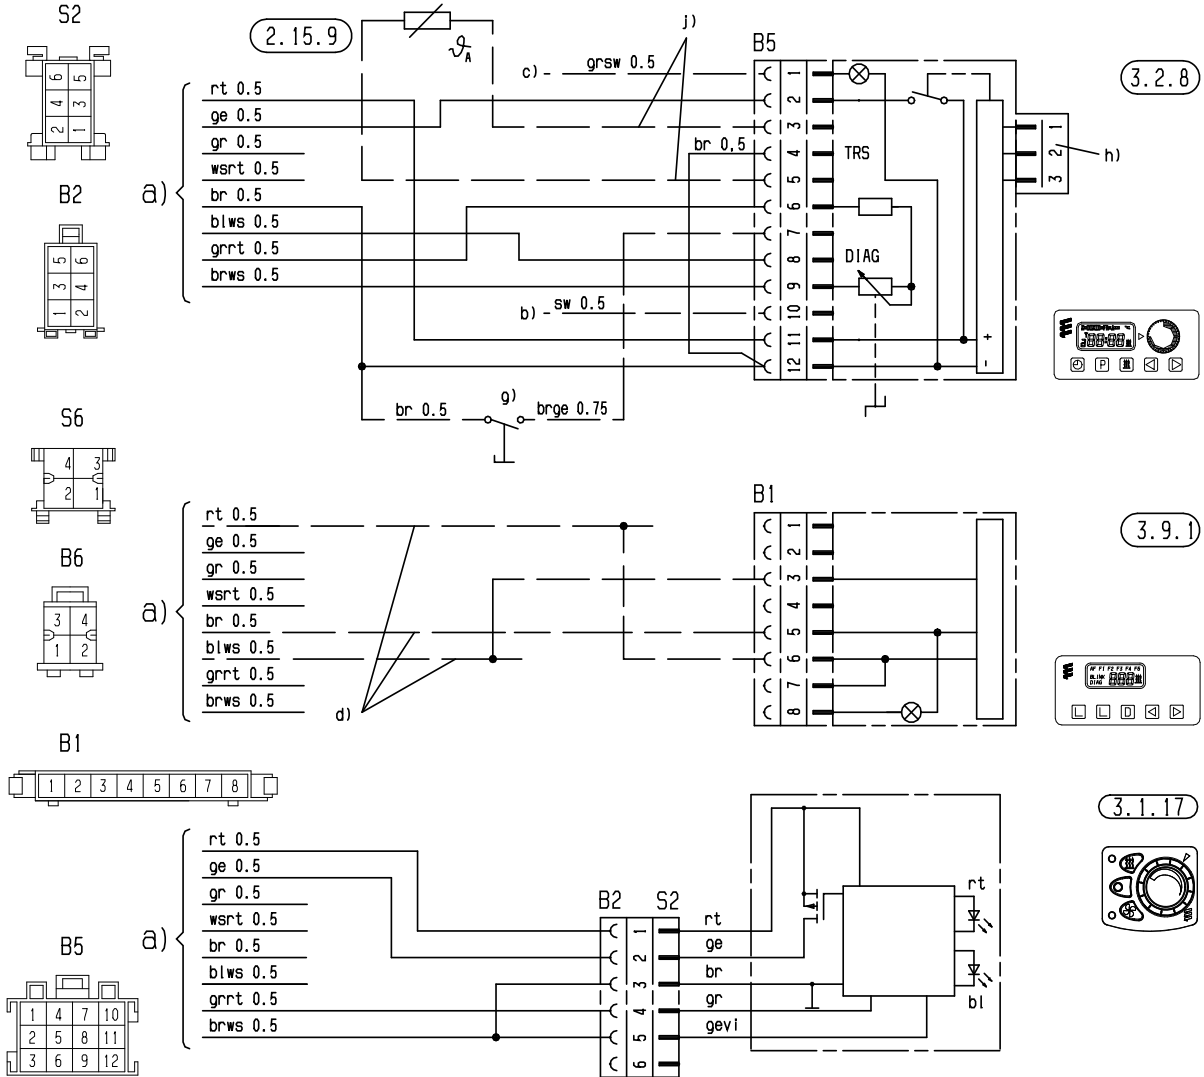 S2
6 5
4 3
2 1
B2
5 6
3 4
1 2
S6
4 3
2 1
B6
3 4
1 2
B1
1 2 3 4 5 6 7 8
B5
1 4 7 10
2 5 8 11
3 6 9 12
2.15.9
ϑA
j)
B5
c)
grsw 0.5
3.2.8
a)
rt 0.5
ge 0.5
gr 0.5
wsrt 0.5
br 0.5
blws 0.5
grrt 0.5
brws 0.5
br 0,5
b)
sw 0.5
1
2
3
4
5
6
7
8
9
10
11
12
TRS
DIAG
+
-
1
2
3
h)
P
br 0.5
g)
brge 0.75
B1
3.9.1
a)
rt 0.5
ge 0.5
gr 0.5
wsrt 0.5
br 0.5
blws 0.5
grrt 0.5
brws 0.5
d)
1
2
3
4
5
6
7
8
AF F1 F2 F3 F4 F5
BLINK
DIAG
L L D
3.1.17
a)
rt 0.5
ge 0.5
gr 0.5
wsrt 0.5
br 0.5
blws 0.5
grrt 0.5
brws 0.5
B2 S2
1
2
3
4
5
6
rt
ge
br
gr
gevi
rt
bl